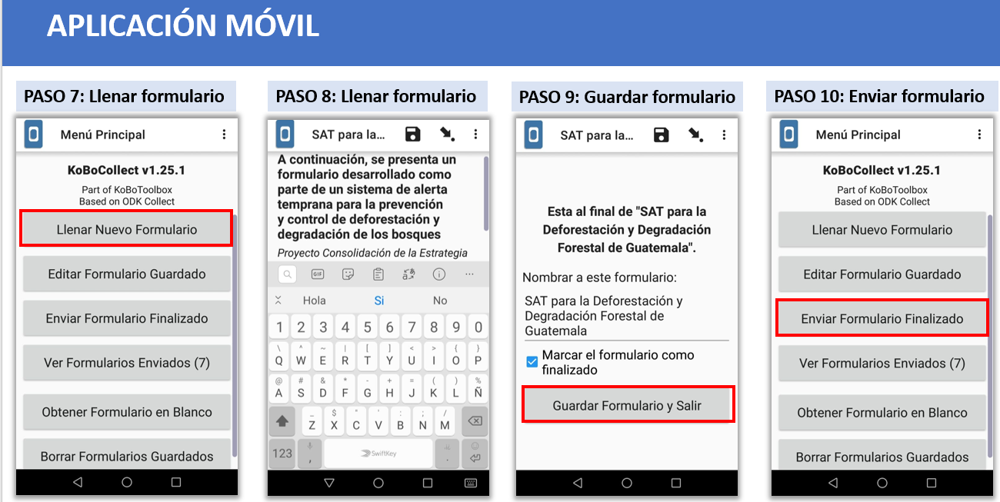 APLICACIÓN MÓVIL
PASO 7: Llenar formulario
Menú Principal
KoBoCollect v1.25.1
Part of KoBoToolbox
Based on ODK Collect
Llenar Nuevo Formulario
Editar Formulario Guardado
Enviar Formulario Finalizado
Ver Formularios Enviados (7)
Obtener Formulario en Blanco
Borrar Formularios Guardados
PASO 8: Llenar formulario
SAT para la...
A continuación, se presenta un
formulario desarrollado como
parte de un sistema de alerta
temprana para la prevención
y control de deforestación y
degradación de los bosques
Proyecto Consolidación de la Estrategia
GIF
Hola Si No
1 2 3 4 5 6 7 8 9 0
\ ^ ~ | [ ] < > { }
Q W E R T Y U I O P
@ # & * - + = ( ) %
A S D F G H J K L Ñ
_ $ " ' : ; /
Z X C V B N M
123 , SwiftKey .
PASO 9: Guardar formulario
SAT para la...
Esta al final de "SAT para la
Deforestación y Degradación
Forestal de Guatemala".
Nombrar a este formulario:
SAT para la Deforestación y
Degradación Forestal de
Guatemala
Marcar el formulario como
finalizado
Guardar Formulario y Salir
PASO 10: Enviar formulario
Menú Principal
KoBoCollect v1.25.1
Part of KoBoToolbox
Based on ODK Collect
Llenar Nuevo Formulario
Editar Formulario Guardado
Enviar Formulario Finalizado
Ver Formularios Enviados (7)
Obtener Formulario en Blanco
Borrar Formularios Guardados